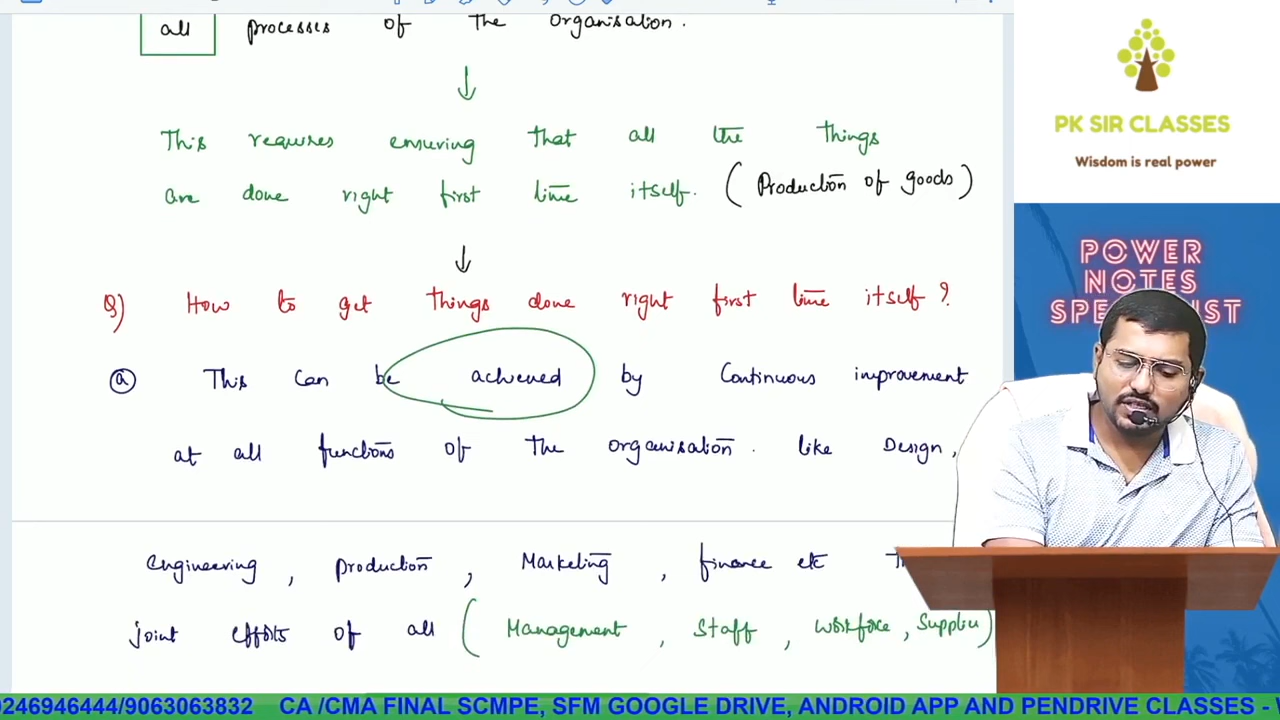 all processes of the organisation.
This requires ensuring that all the things
are done right first time itself. (Production of goods)
Q) How to get things done right first time itself?
a This can be achieved by Continuous improvement
at all functions of the organisation. like Design,
Engineering, production, Marketing, finance etc
joint efforts of all (Management, Staff, workforce, Supplier)
PK SIR CLASSES
Wisdom is real power
POWER
NOTES
9246946444/9063063832 CA /CMA FINAL SCMPE, SFM GOOGLE DRIVE, ANDROID APP AND PENDRIVE CLASSES -